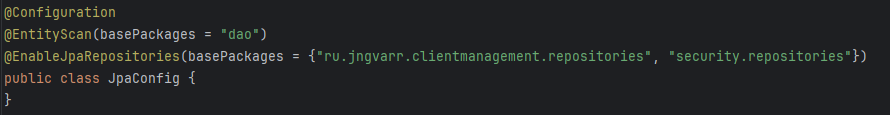 @Configuration
@EntityScan(basePackages = "dao")
@EnableJpaRepositories(basePackages = {"ru.jngvarr.clientmanagement.repositories", "security.repositories"})
public class JpaConfig {
}